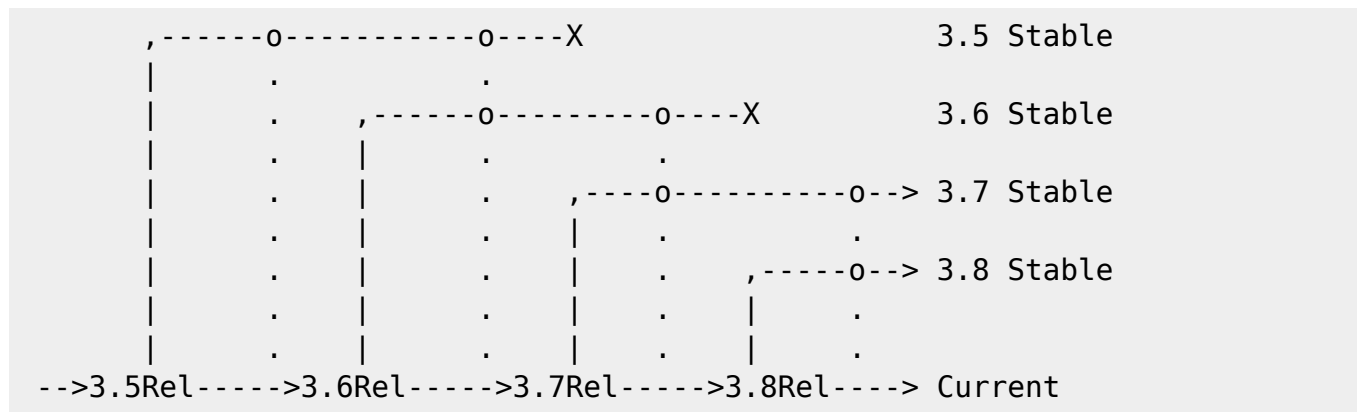 ,------o-----------o----X                    3.5 Stable
|      .           .
|      .    ,------o---------o----X          3.6 Stable
|      .    |      .         .
|      .    |      .    ,----o----------o--> 3.7 Stable
|      .    |      .    |    .          .
|      .    |      .    |    .    ,-----o--> 3.8 Stable
|      .    |      .    |    .    |     .
|      .    |      .    |    .    |     .
-->3.5Rel----->3.6Rel----->3.7Rel----->3.8Rel----> Current